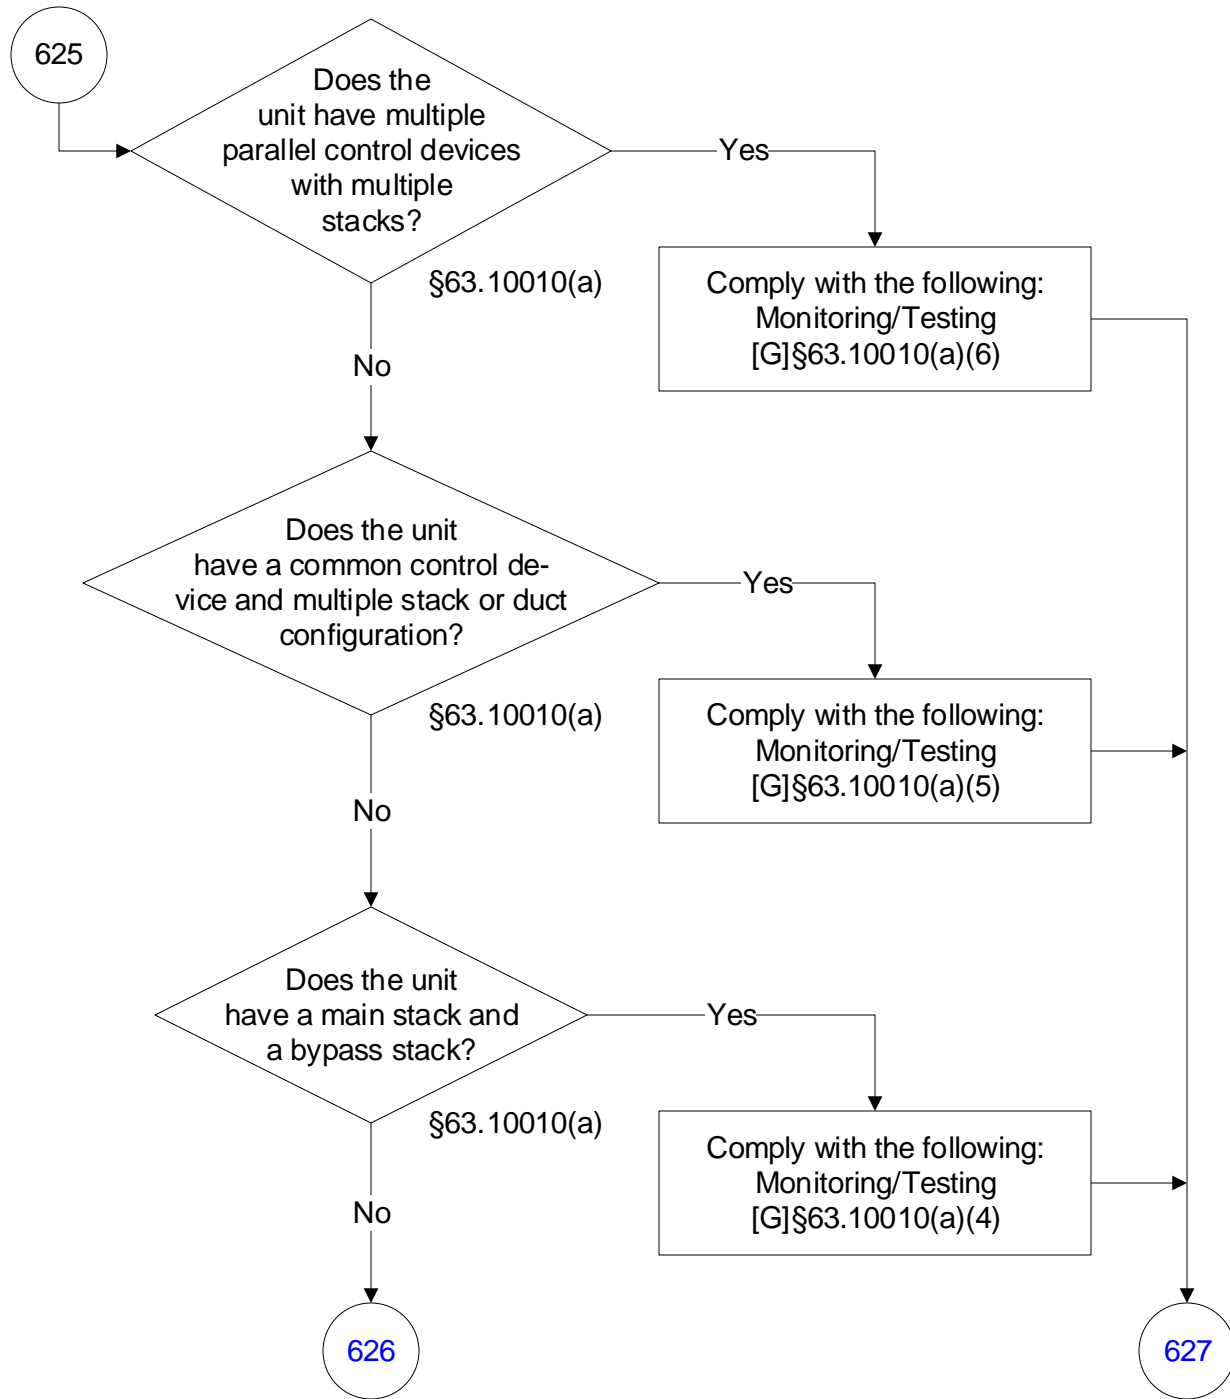 625
Does the
unit have multiple
parallel control devices
with multiple
stacks?
Yes
§63.10010(a)
Comply with the following:
Monitoring/Testing
[G]§63.10010(a)(6)
No
Does the unit
have a common control de-
vice and multiple stack or duct
configuration?
Yes
§63.10010(a)
Comply with the following:
Monitoring/Testing
[G]§63.10010(a)(5)
No
Does the unit
have a main stack and
a bypass stack?
Yes
§63.10010(a)
Comply with the following:
Monitoring/Testing
[G]§63.10010(a)(4)
No
626
627